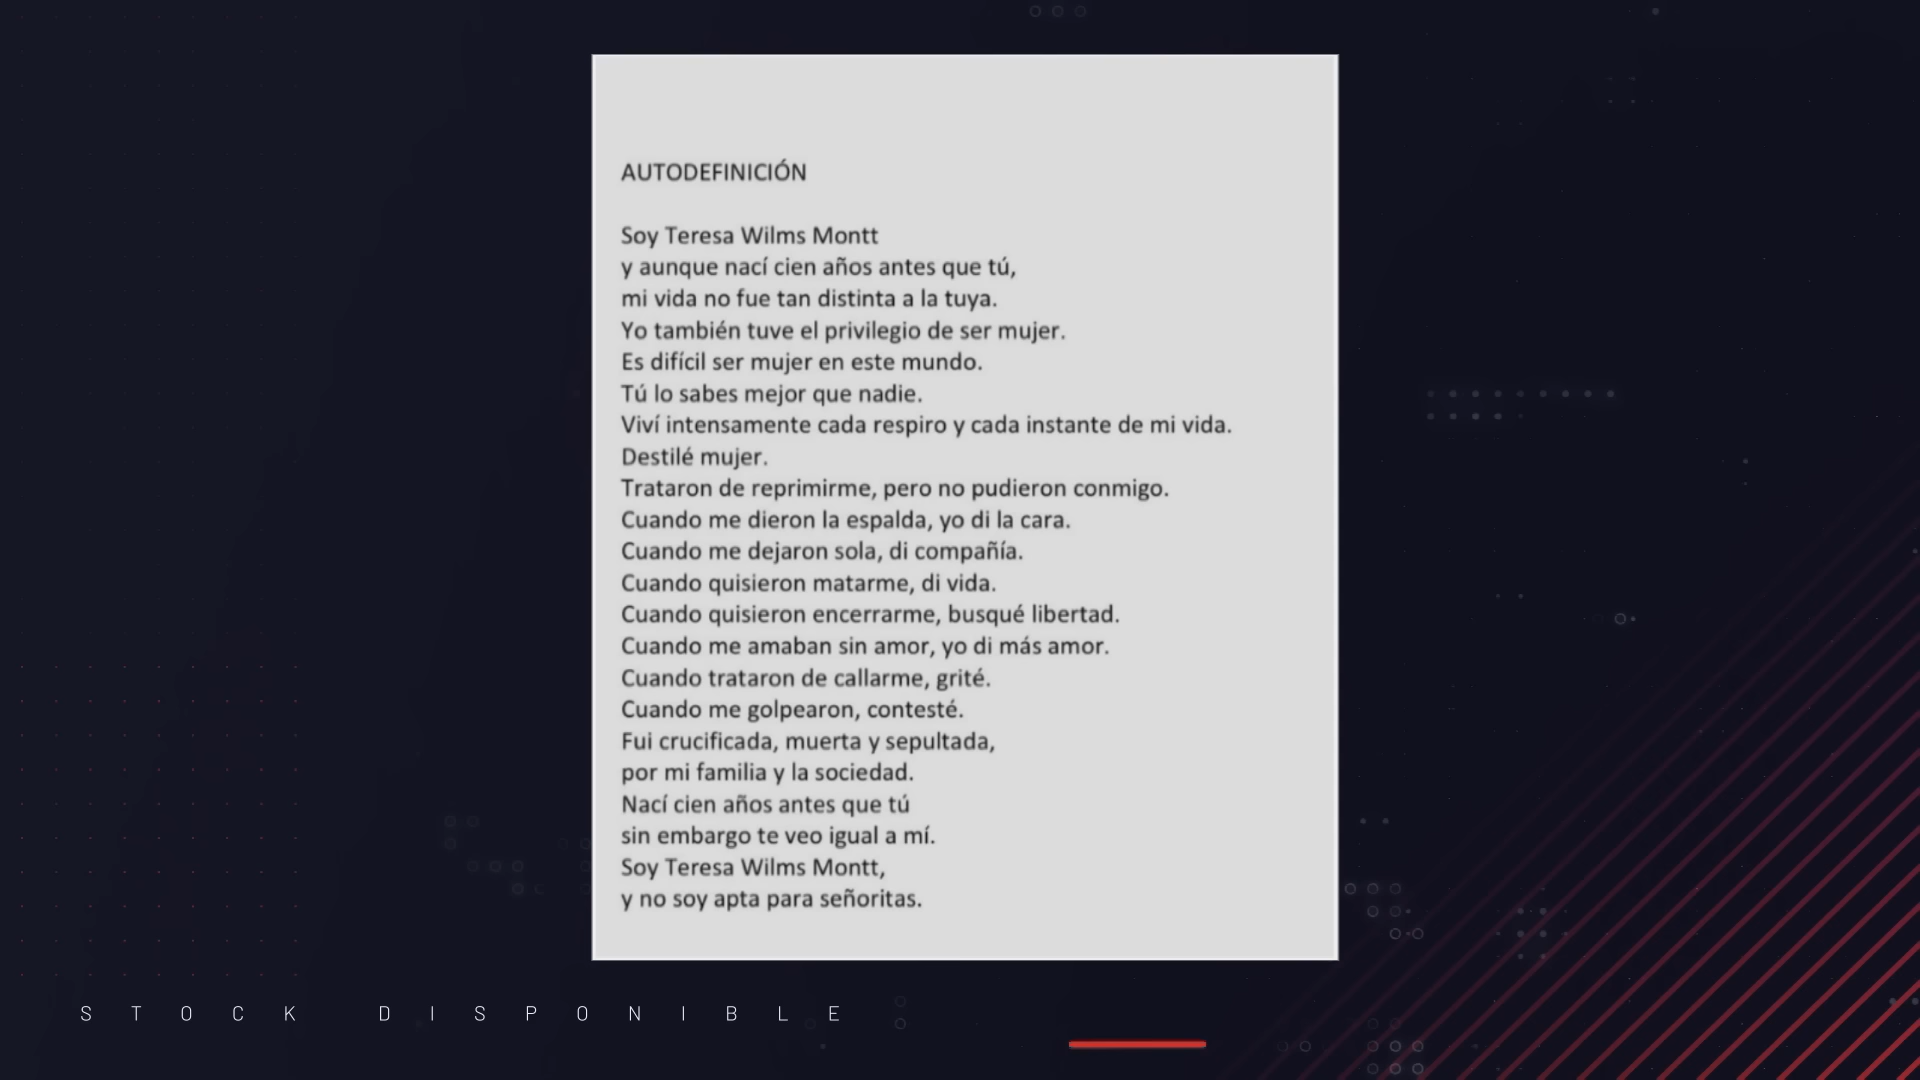 AUTODEFINICIÓN
Soy Teresa Wilms Montt
y aunque nací cien años antes que tú,
mi vida no fue tan distinta a la tuya.
Yo también tuve el privilegio de ser mujer.
Es difícil ser mujer en este mundo.
Tú lo sabes mejor que nadie.
Viví intensamente cada respiro y cada instante de mi vida.
Destilé mujer.
Trataron de reprimirme, pero no pudieron conmigo.
Cuando me dieron la espalda, yo di la cara.
Cuando me dejaron sola, di compañía.
Cuando quisieron matarme, di vida.
Cuando quisieron encerrarme, busqué libertad.
Cuando me amaban sin amor, yo di más amor.
Cuando trataron de callarme, grité.
Cuando me golpearon, contesté.
Fui crucificada, muerta y sepultada,
por mi familia y la sociedad.
Nací cien años antes que tú
sin embargo te veo igual a mí.
Soy Teresa Wilms Montt,
y no soy apta para señoritas.
STOCK DISPONIBLE